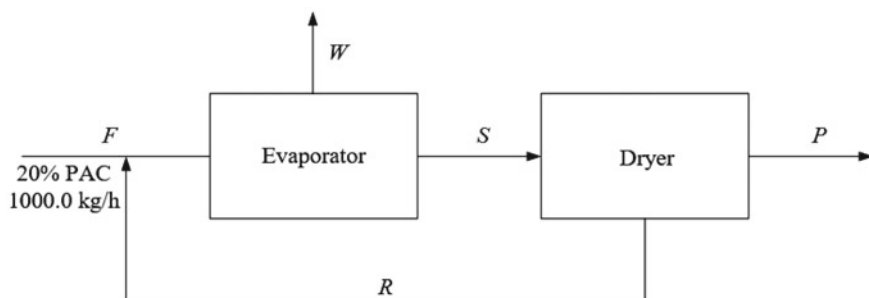 W
F
Evaporator
S
Dryer
P
20% PAC
1000.0 kg/h
R